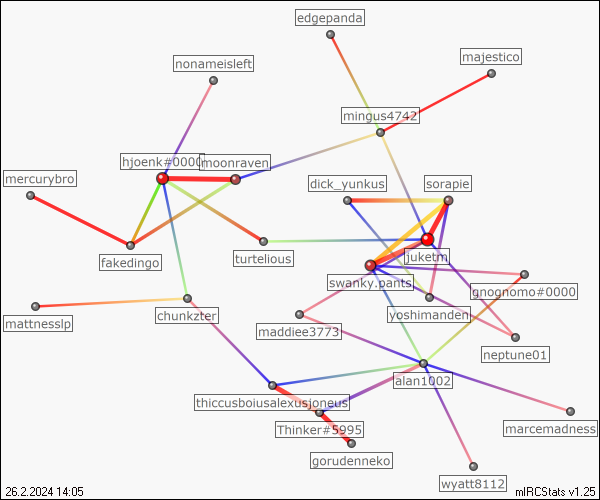 edgepanda
majestico
nonameisleft
mingus4742
hjoenk#0000
moonraven
mercurybro
dick_yunkus
sorapie
turtelious
juketm
fakedingo
swanky.pants
gnognomo#0000
yoshimanden
chunkzter
mattnesslp
maddiee3773
neptune01
alan1002
thiccusboiusalexusjoneus
Thinker#5995
marcemadness
gorudenneko
wyatt8112
26.2.2024 14:05
mIRCStats v1.25